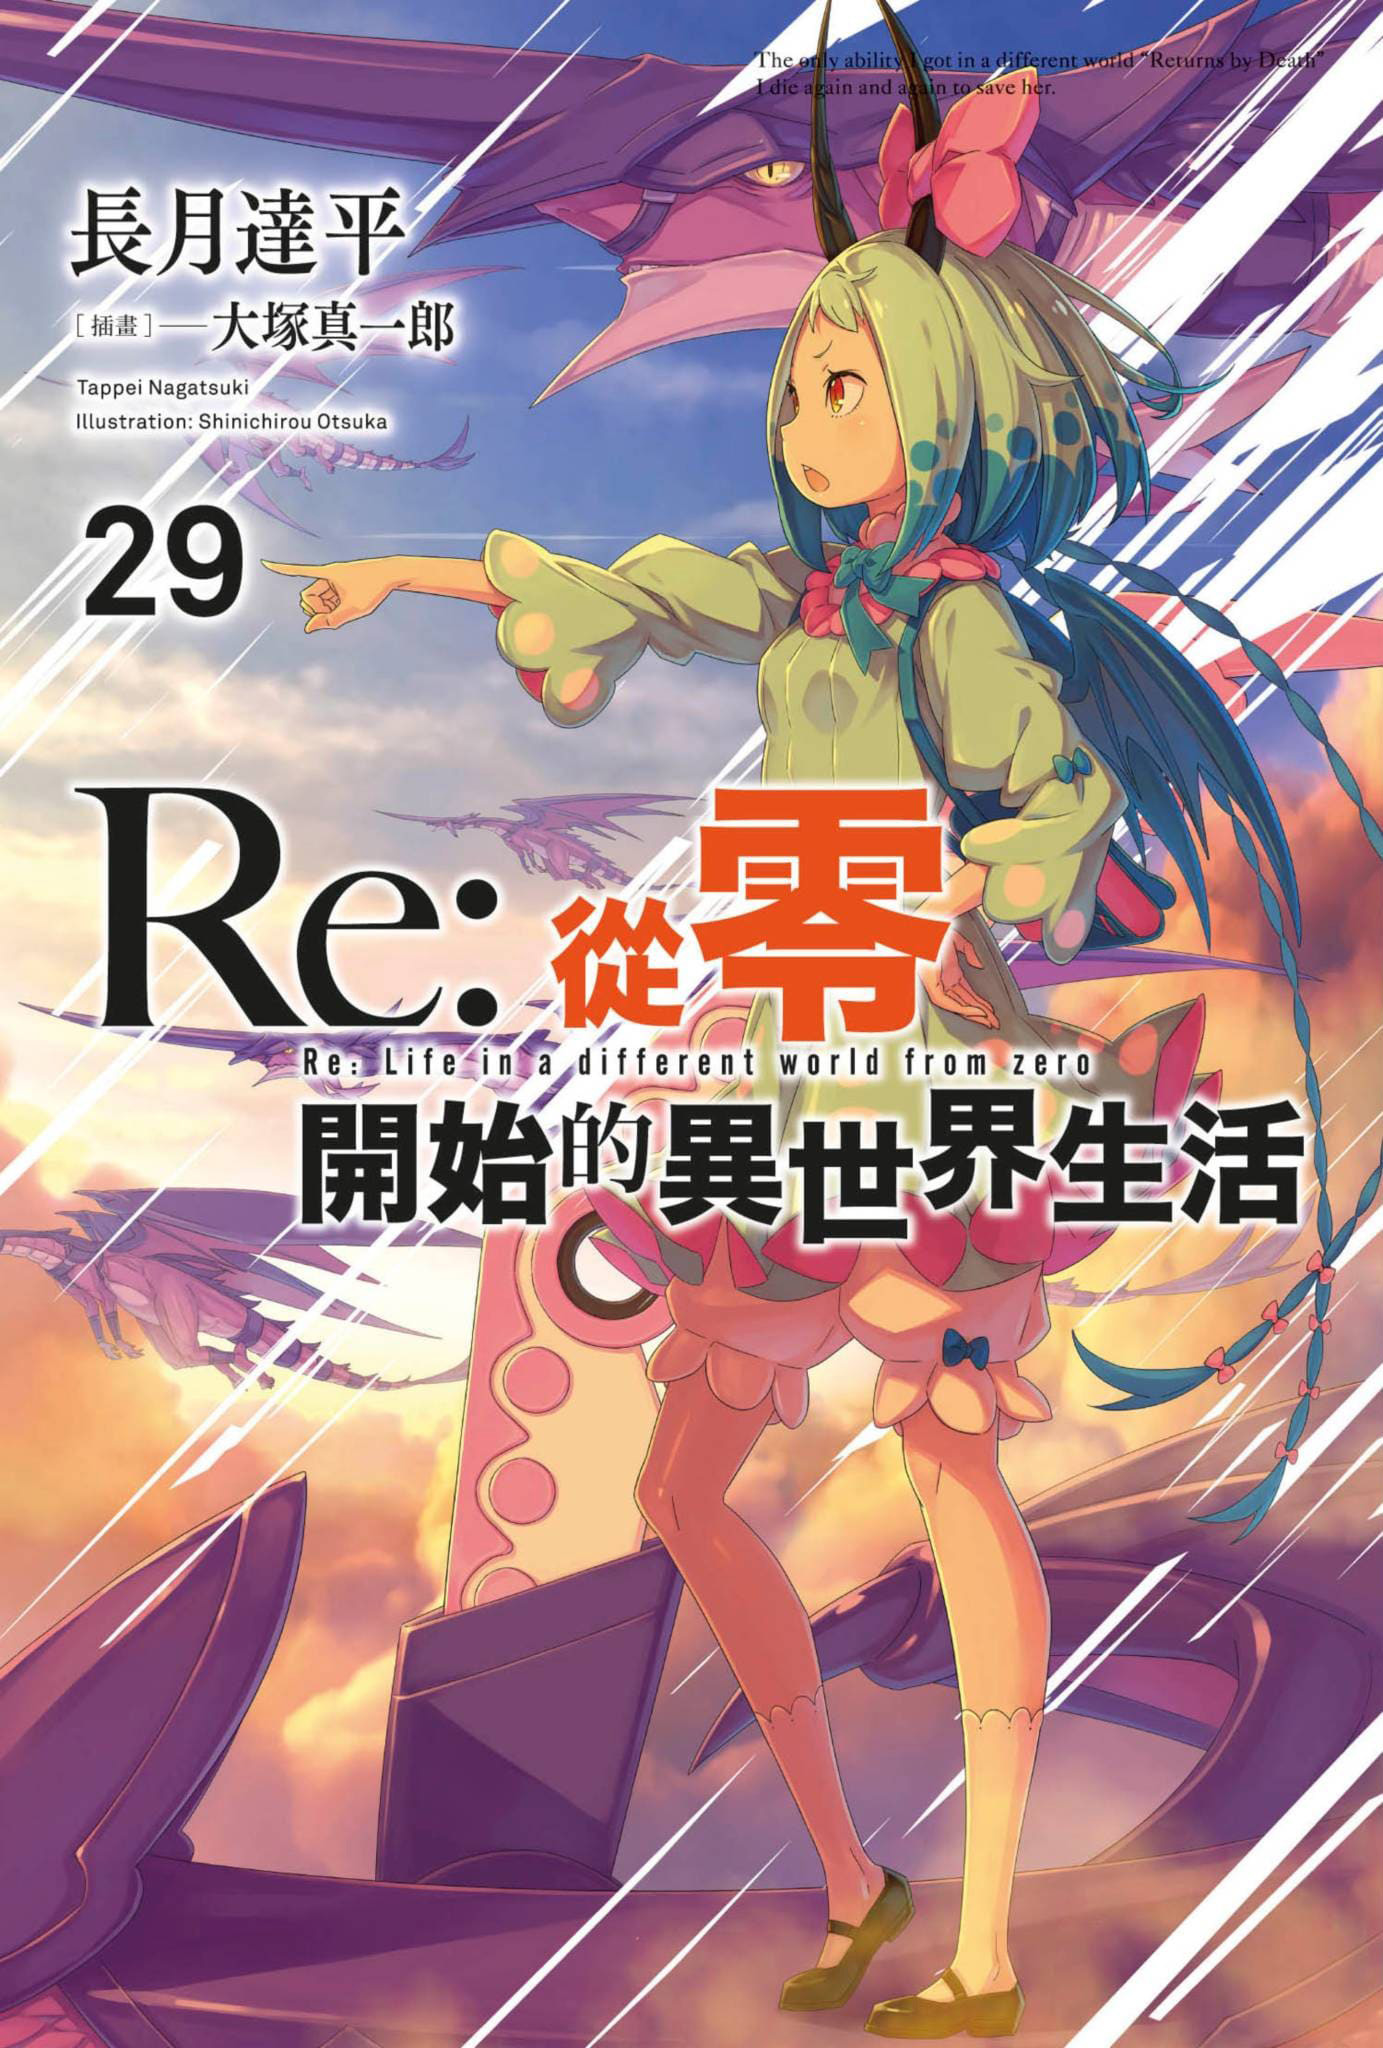 The only ability I got in a different world “Returns by Death”
I die again and again to save her.
長月達平
［插畫］──大塚真一郎
Tappei Nagatsuki
Illustration: Shinichirou Otsuka
29
Re:從零
Re: Life in a different world from zero
開始的異世界生活